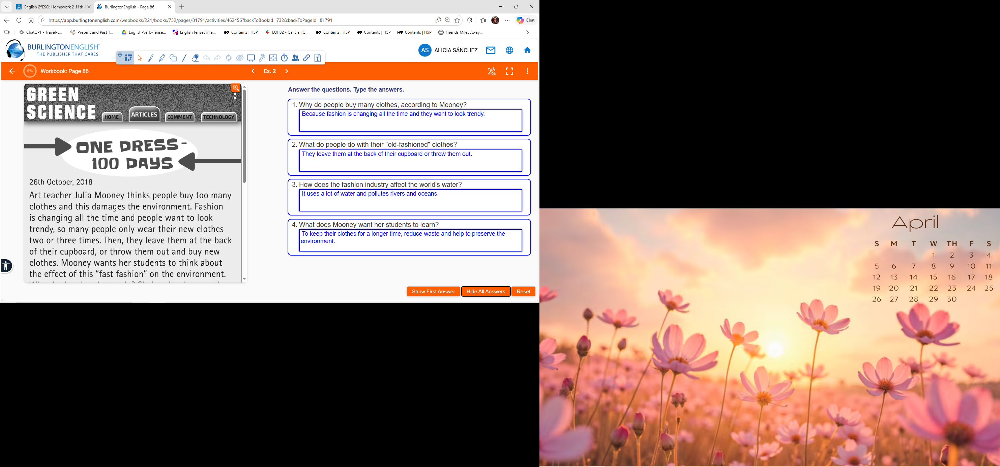 English 2ºESO: Homework 2 11th
BurlingtonEnglish - Page 86
https://app.burlingtonenglish.com/webbooks/221/books/732/pages/81791/activities/462456?backToBookId=732&backToPageId=81791
Chat
ChatGPT - Travel-c...
Present and Past T...
English-Verb-Tense...
English tenses in a...
H-P Contents | H5P
EOI B2 - Galicia | G...
H-P Contents | H5P
H-P Contents | H5P
H-P Contents | H5P
Friends Miles Away...
BURLINGTONENGLISH®
THE PUBLISHER THAT CARES
AS ALICIA SÁNCHEZ
0% Workbook: Page 86
Ex. 2
GREEN
SCIENCE
HOME
ARTICLES
COMMENT
TECHNOLOGY
ONE DRESS -
100 DAYS
26th October, 2018
Art teacher Julia Mooney thinks people buy too many
clothes and this damages the environment. Fashion
is changing all the time and people want to look
trendy, so many people only wear their new clothes
two or three times. Then, they leave them at the back
of their cupboard, or throw them out and buy new
clothes. Mooney wants her students to think about
the effect of this “fast fashion” on the environment.
Answer the questions. Type the answers.
1. Why do people buy many clothes, according to Mooney?
Because fashion is changing all the time and they want to look trendy.
2. What do people do with their "old-fashioned" clothes?
They leave them at the back of their cupboard or throw them out.
3. How does the fashion industry affect the world's water?
It uses a lot of water and pollutes rivers and oceans.
4. What does Mooney want her students to learn?
To keep their clothes for a longer time, reduce waste and help to preserve the
environment.
Show First Answer
Hide All Answers
Reset
April
S M T W TH F S
1 2 3 4
5 6 7 8 9 10 11
12 13 14 15 16 17 18
19 20 21 22 23 24 25
26 27 28 29 30